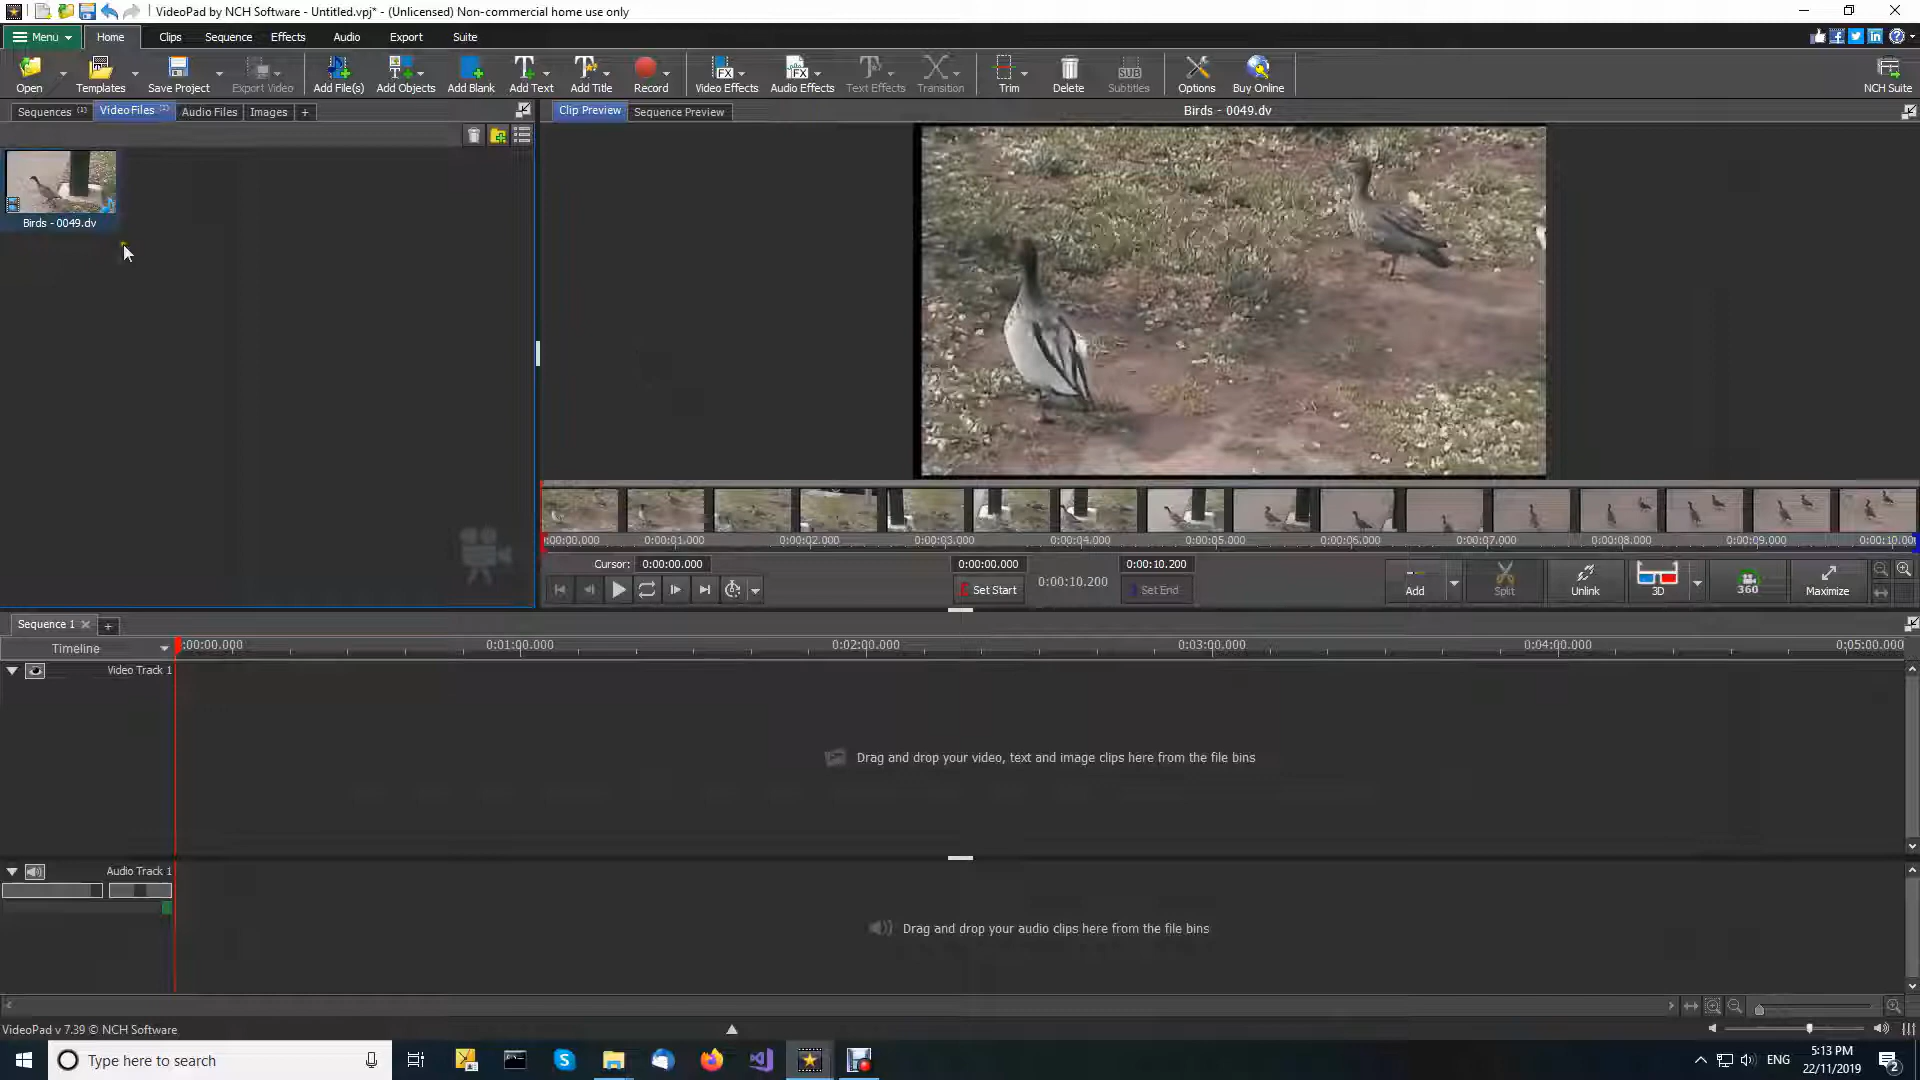 VideoPad by NCH Software - Untitled.vpj* - (Unlicensed) Non-commercial home use only
Menu Home Clips Sequence Effects Audio Export Suite
Open Templates Save Project Export Video Add File(s) Add Objects Add Blank Add Text Add Title Record Video Effects Audio Effects Text Effects Transition Trim Delete Subtitles Options Buy Online NCH Suite
Sequences (1) Video Files (1) Audio Files Images +
Clip Preview Sequence Preview Birds - 0049.dv
Birds - 0049.dv
0:00:01.000 0:00:02.000 0:00:03.000 0:00:04.000 0:00:05.000 0:00:06.000 0:00:07.000 0:00:08.000 0:00:09.000
Cursor: 0:00:00.000 0:00:00.000 0:00:10.200 0:00:10.200
Set Start Set End Add Split Unlink 3D 360 Maximize
Sequence 1
Timeline :00:00.000 0:01:00.000 0:02:00.000 0:03:00.000 0:04:00.000 0:05:00.000
Video Track 1
Drag and drop your video, text and image clips here from the file bins
Audio Track 1
Drag and drop your audio clips here from the file bins
VideoPad v 7.39 © NCH Software
Type here to search
ENG
5:13 PM
22/11/2019
2